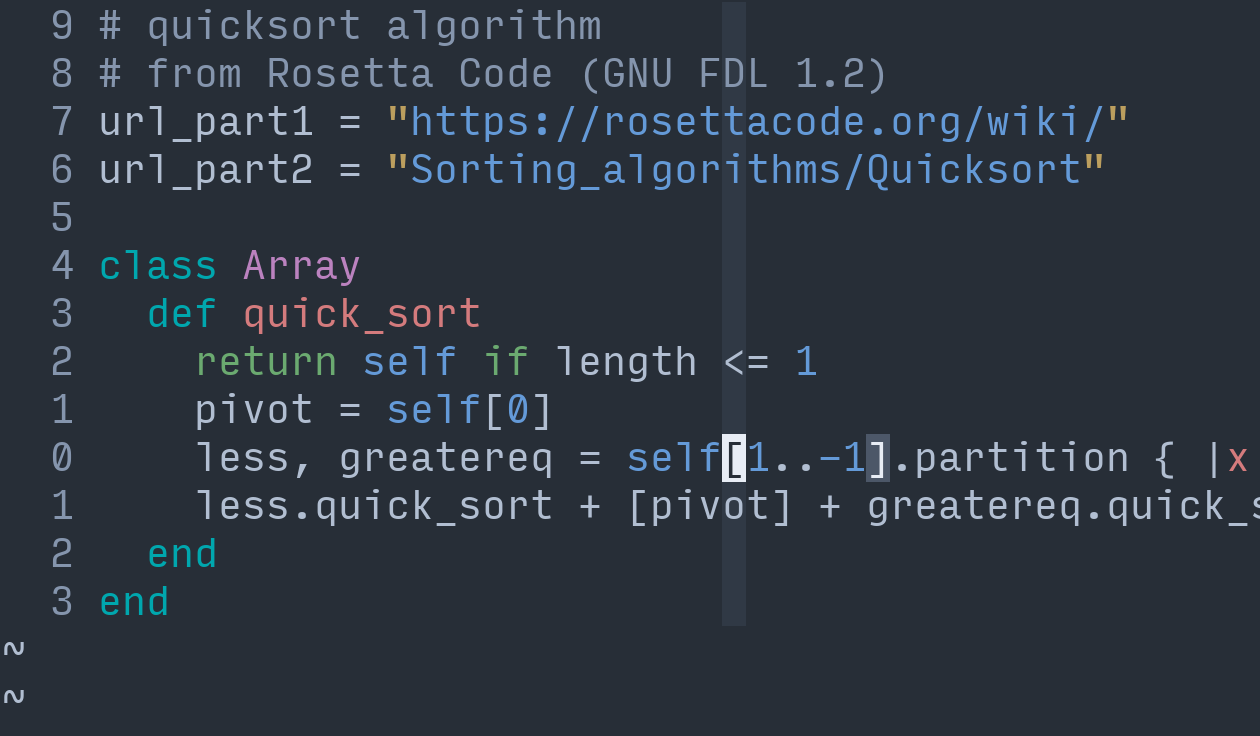 9 # quicksort algorithm
8 # from Rosetta Code (GNU FDL 1.2)
7 url_part1 = "https://rosettacode.org/wiki/"
6 url_part2 = "Sorting_algorithms/Quicksort"
5
4 class Array
3   def quick_sort
2     return self if length <= 1
1     pivot = self[0]
0     less, greatereq = self[1..-1].partition { |x
1     less.quick_sort + [pivot] + greatereq.quick_s
2   end
3 end
~
~